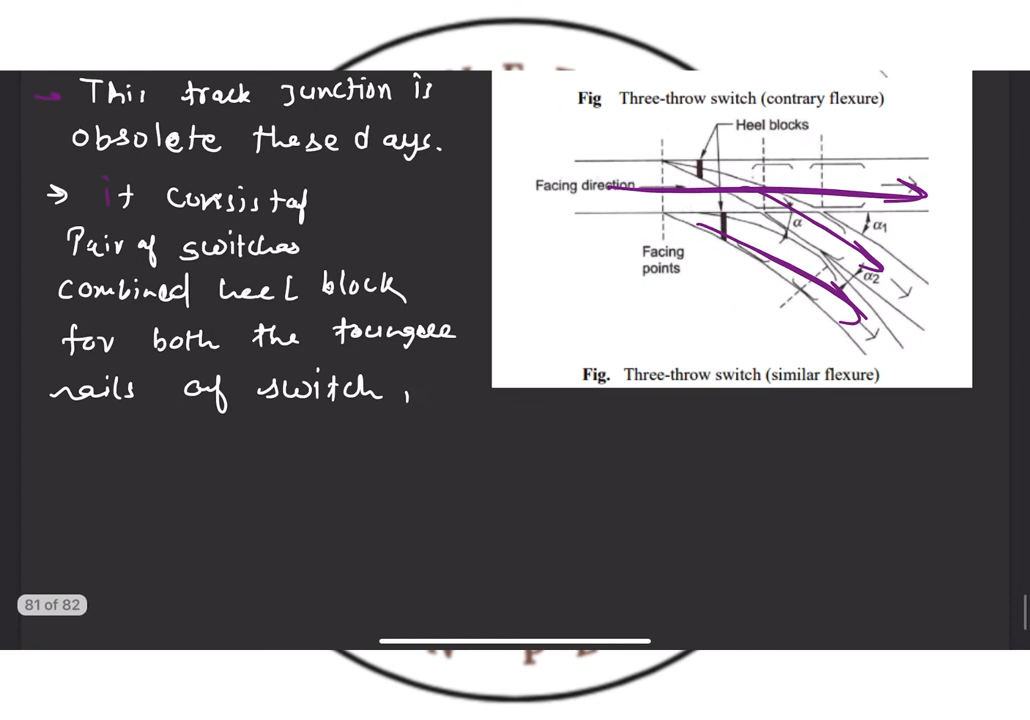 → This track Junction is
obsolete these days.
→ it consist of
Pair of switches
combined heel block
for both the toungee
rails of switch,
Fig Three-throw switch (contrary flexure)
Heel blocks
Facing direction
α
α1
Facing
points
α2
Fig. Three-throw switch (similar flexure)
81 of 82